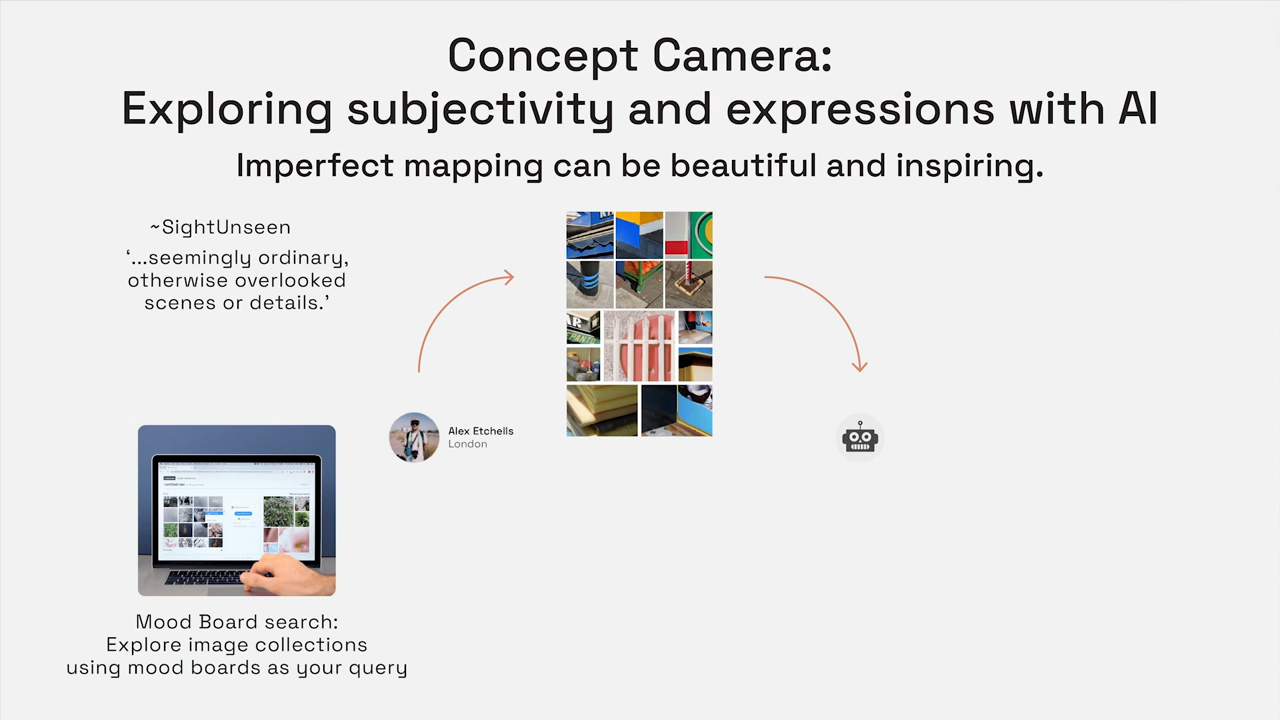 Concept Camera:
Exploring subjectivity and expressions with AI
Imperfect mapping can be beautiful and inspiring.
~SightUnseen
‘...seemingly ordinary,
otherwise overlooked
scenes or details.’
Alex Etchells
London
Mood Board search:
Explore image collections
using mood boards as your query